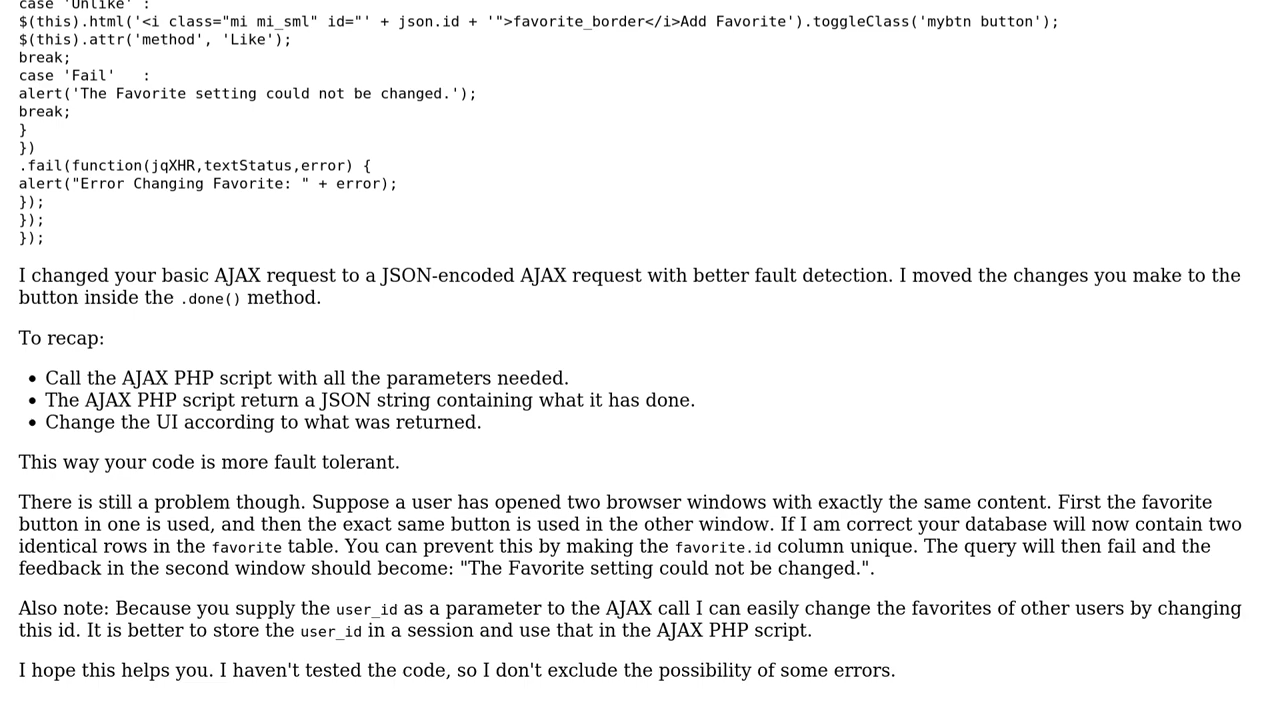 case 'Unlike' :
$(this).html('<i class="mi mi_sml" id="' + json.id + '">favorite_border</i>Add Favorite').toggleClass('mybtn button');
$(this).attr('method', 'Like');
break;
case 'Fail'   :
alert('The Favorite setting could not be changed.');
break;
}
})
.fail(function(jqXHR,textStatus,error) {
alert("Error Changing Favorite: " + error);
});
});
});
I changed your basic AJAX request to a JSON-encoded AJAX request with better fault detection. I moved the changes you make to the
button inside the .done() method.
To recap:
• Call the AJAX PHP script with all the parameters needed.
• The AJAX PHP script return a JSON string containing what it has done.
• Change the UI according to what was returned.
This way your code is more fault tolerant.
There is still a problem though. Suppose a user has opened two browser windows with exactly the same content. First the favorite
button in one is used, and then the exact same button is used in the other window. If I am correct your database will now contain two
identical rows in the favorite table. You can prevent this by making the favorite.id column unique. The query will then fail and the
feedback in the second window should become: "The Favorite setting could not be changed.".
Also note: Because you supply the user_id as a parameter to the AJAX call I can easily change the favorites of other users by changing
this id. It is better to store the user_id in a session and use that in the AJAX PHP script.
I hope this helps you. I haven't tested the code, so I don't exclude the possibility of some errors.